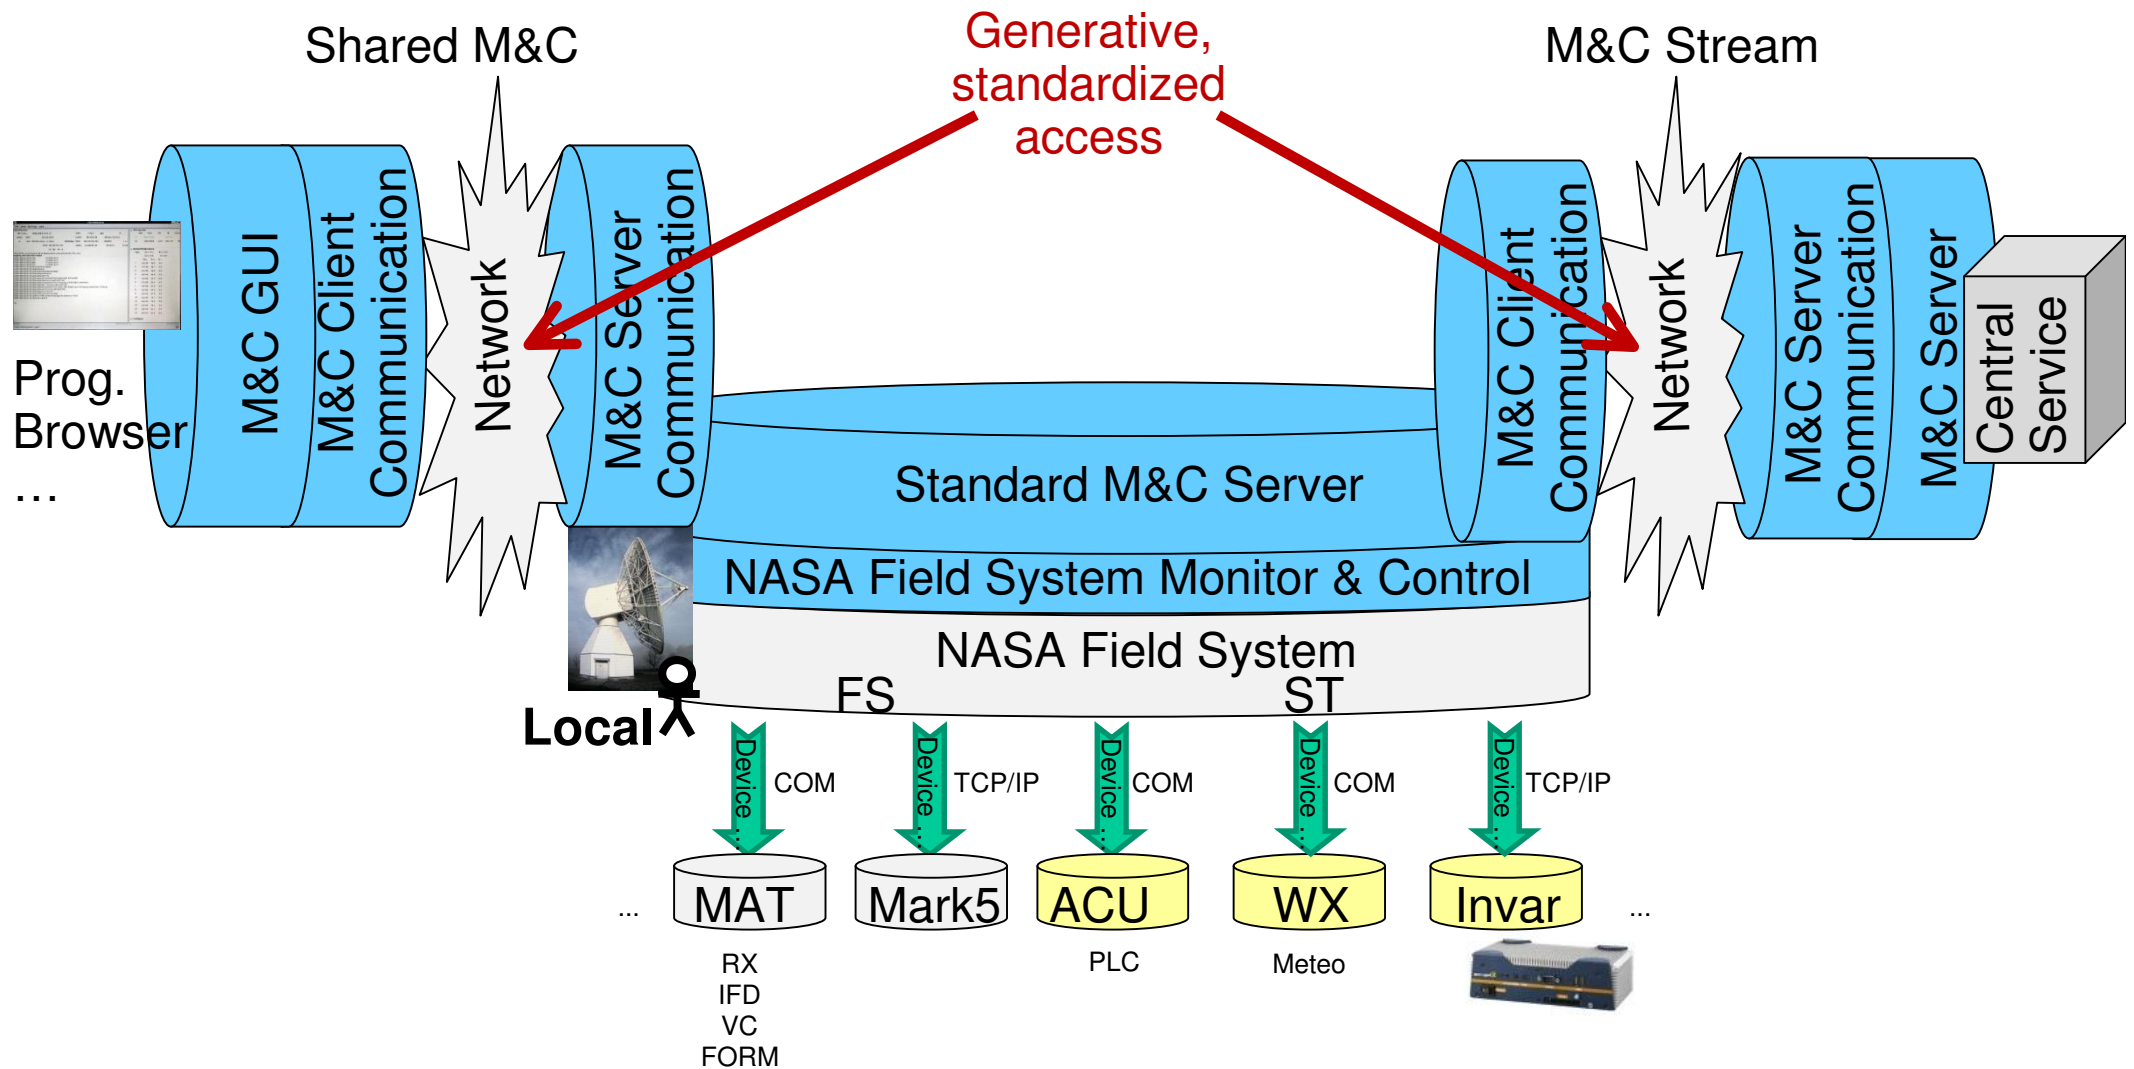 Shared M&C
Generative,
standardized
access
M&C Stream
M&C GUI
M&C Client
Communication
Network
M&C Server
Communication
M&C Client
Communication
Network
M&C Server
Communication
M&C Server
Central
Service
Prog.
Browser
...
Standard M&C Server
NASA Field System Monitor & Control
NASA Field System
FS
ST
Local
Device ...
COM
Device ...
TCP/IP
Device ...
COM
Device ...
COM
Device ...
TCP/IP
...
MAT
Mark5
ACU
WX
Invar
...
RX
IFD
VC
FORM
PLC
Meteo